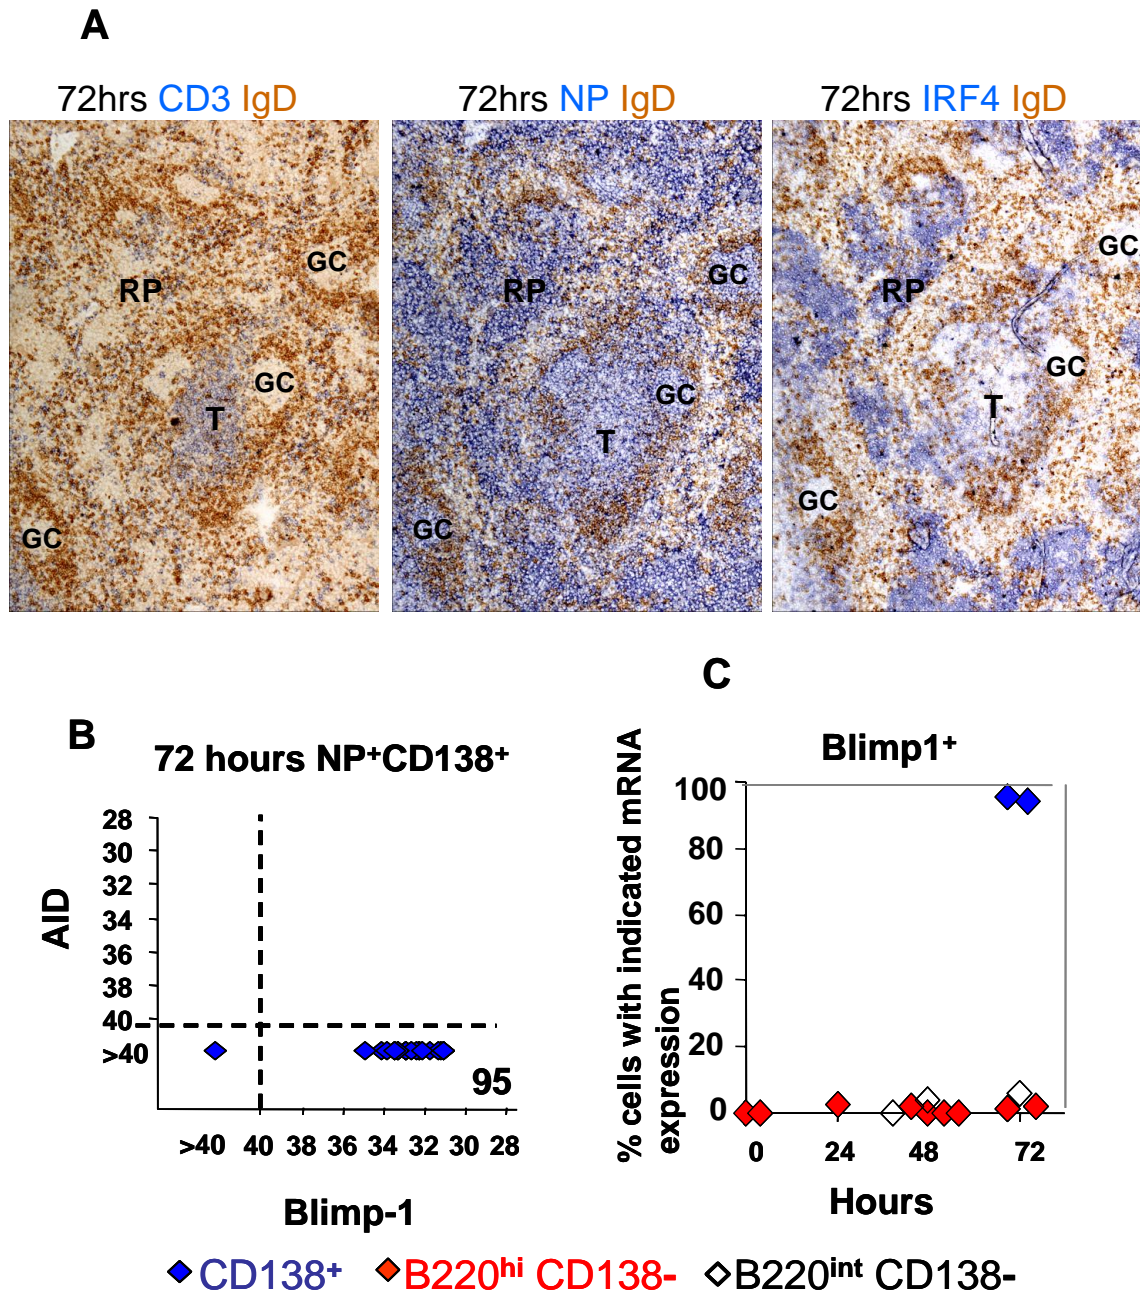 A
72hrs CD3 IgD
72hrs NP IgD
72hrs IRF4 IgD
GC
RP
GC
T
GC
GC
RP
GC
T
GC
GC
RP
GC
T
GC
B
72 hours NP+CD138+
AID
28
30
32
34
36
38
40
>40
95
>40 40 38 36 34 32 30 28
Blimp-1
C
Blimp1+
% cells with indicated mRNA
expression
100
80
60
40
20
0
0 24 48 72
Hours
CD138+ B220hi CD138- B220int CD138-